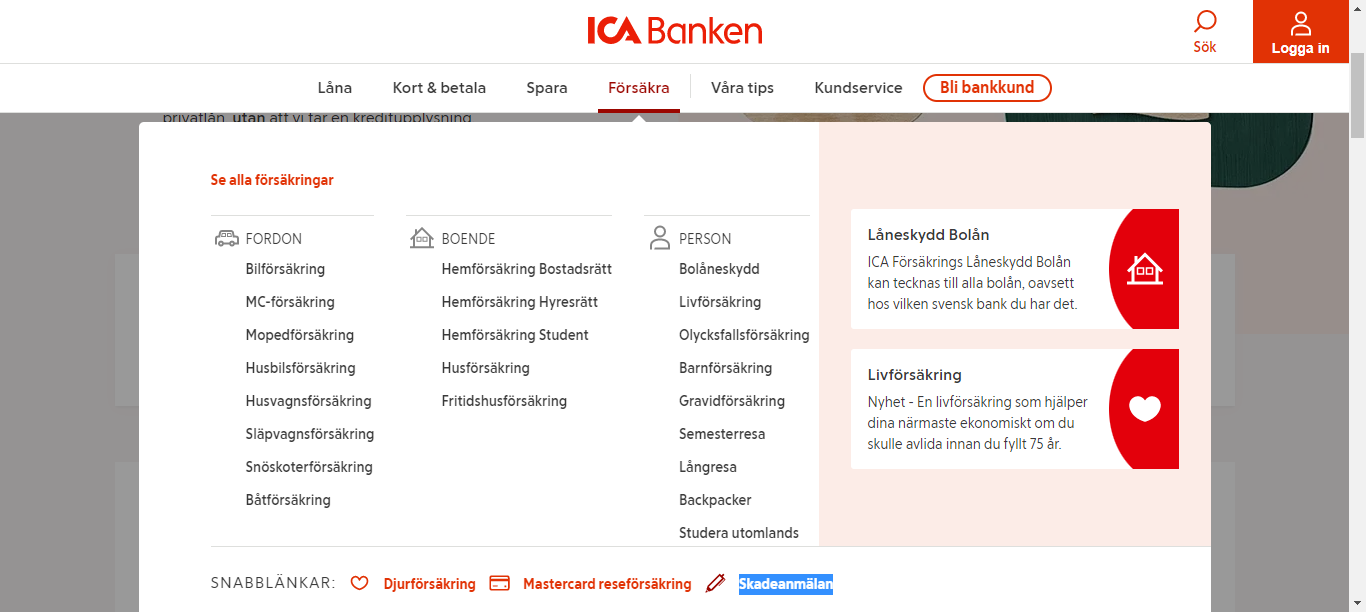 ICA Banken
Sök
Logga in
Låna
Kort & betala
Spara
Försäkra
Våra tips
Kundservice
Bli bankkund
privatlån, utan att vi tar en kreditupplysning
Se alla försäkringar
FORDON
Bilförsäkring
MC-försäkring
Mopedförsäkring
Husbilsförsäkring
Husvagnsförsäkring
Släpvagnsförsäkring
Snöskoterförsäkring
Båtförsäkring
BOENDE
Hemförsäkring Bostadsrätt
Hemförsäkring Hyresrätt
Hemförsäkring Student
Husförsäkring
Fritidshusförsäkring
PERSON
Bolåneskydd
Livförsäkring
Olycksfallsförsäkring
Barnförsäkring
Gravidförsäkring
Semesterresa
Långresa
Backpacker
Studera utomlands
Låneskydd Bolån
ICA Försäkrings Låneskydd Bolån
kan tecknas till alla bolån, oavsett
hos vilken svensk bank du har det.
Livförsäkring
Nyhet - En livförsäkring som hjälper
dina närmaste ekonomiskt om du
skulle avlida innan du fyllt 75 år.
SNABBLÄNKAR:
Djurförsäkring
Mastercard reseförsäkring
Skadeanmälan